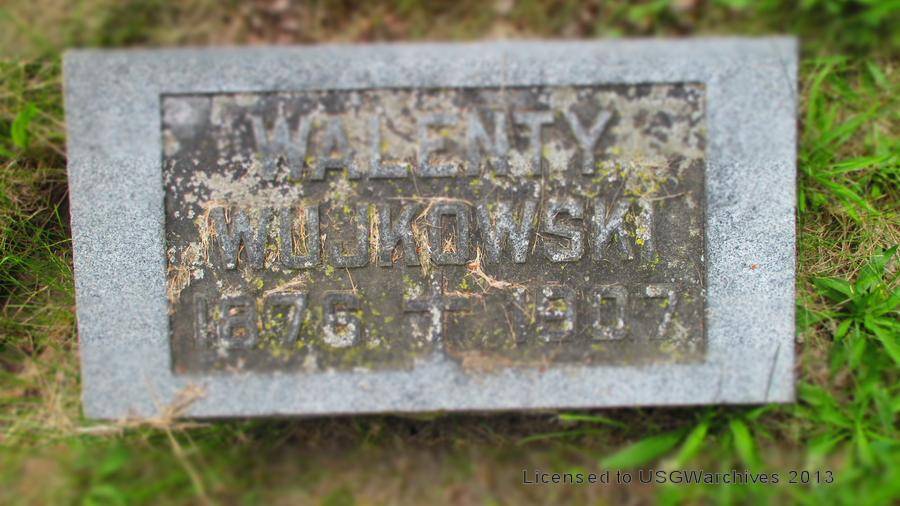 WALENTY
WOJKOWSKI
1876 † 1907
Licensed to USGWarchives 2013